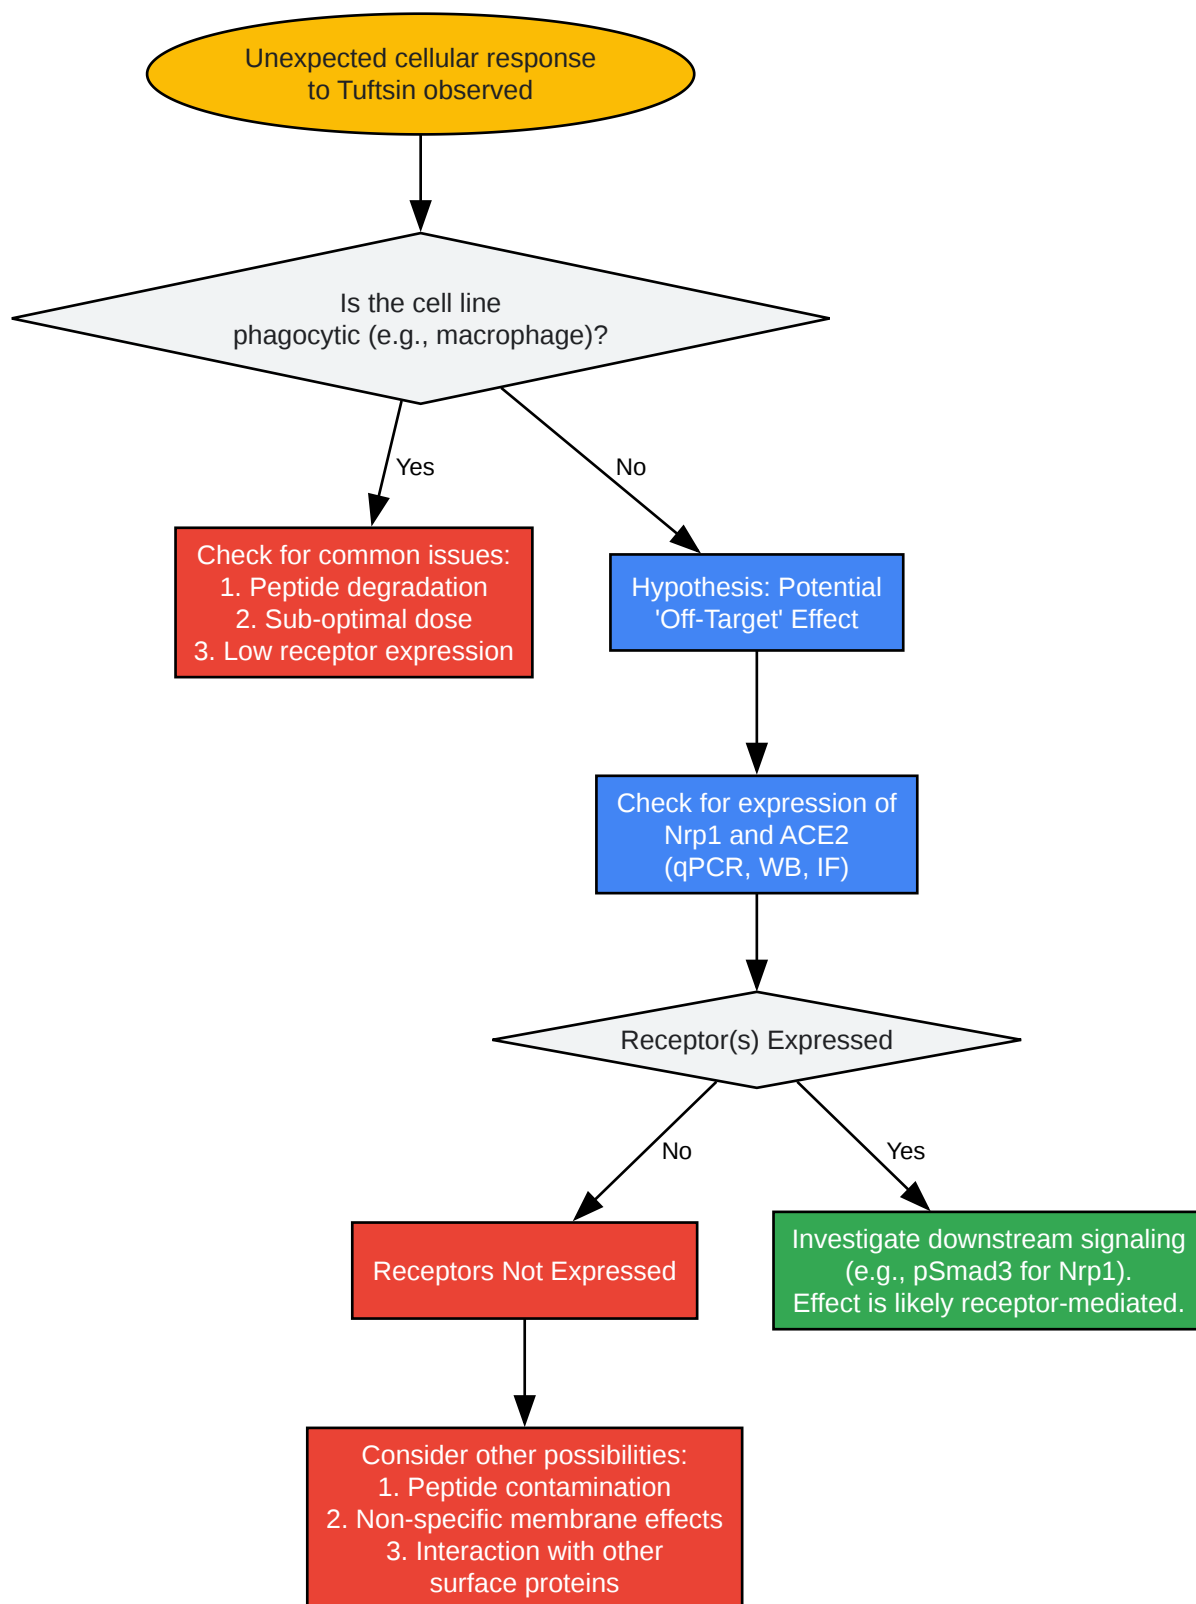 Unexpected cellular response
to Tuftsin observed
Is the cell line
phagocytic (e.g., macrophage)?
Yes
No
Check for common issues:
1. Peptide degradation
2. Sub-optimal dose
3. Low receptor expression
Hypothesis: Potential
'Off-Target' Effect
Check for expression of
Nrp1 and ACE2
(qPCR, WB, IF)
Receptor(s) Expressed
No
Yes
Receptors Not Expressed
Investigate downstream signaling
(e.g., pSmad3 for Nrp1).
Effect is likely receptor-mediated.
Consider other possibilities:
1. Peptide contamination
2. Non-specific membrane effects
3. Interaction with other
surface proteins